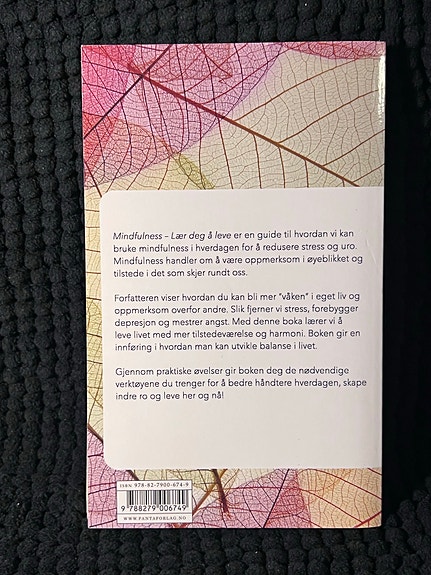 Mindfulness – Lær deg å leve er en guide til hvordan vi kan
bruke mindfulness i hverdagen for å redusere stress og uro.
Mindfulness handler om å være oppmerksom i øyeblikket og
tilstede i det som skjer rundt oss.
Forfatteren viser hvordan du kan bli mer "våken" i eget liv og
oppmerksom overfor andre. Slik fjerner vi stress, forebygger
depresjon og mestrer angst. Med denne boka lærer vi å
leve livet med mer tilstedeværelse og harmoni. Boken gir en
innføring i hvordan man kan utvikle balanse i livet.
Gjennom praktiske øvelser gir boken deg de nødvendige
verktøyene du trenger for å bedre håndtere hverdagen, skape
indre ro og leve her og nå!
ISBN 978-82-7900-674-9
9 788279 006749
WWW.PANTAFORLAG.NO